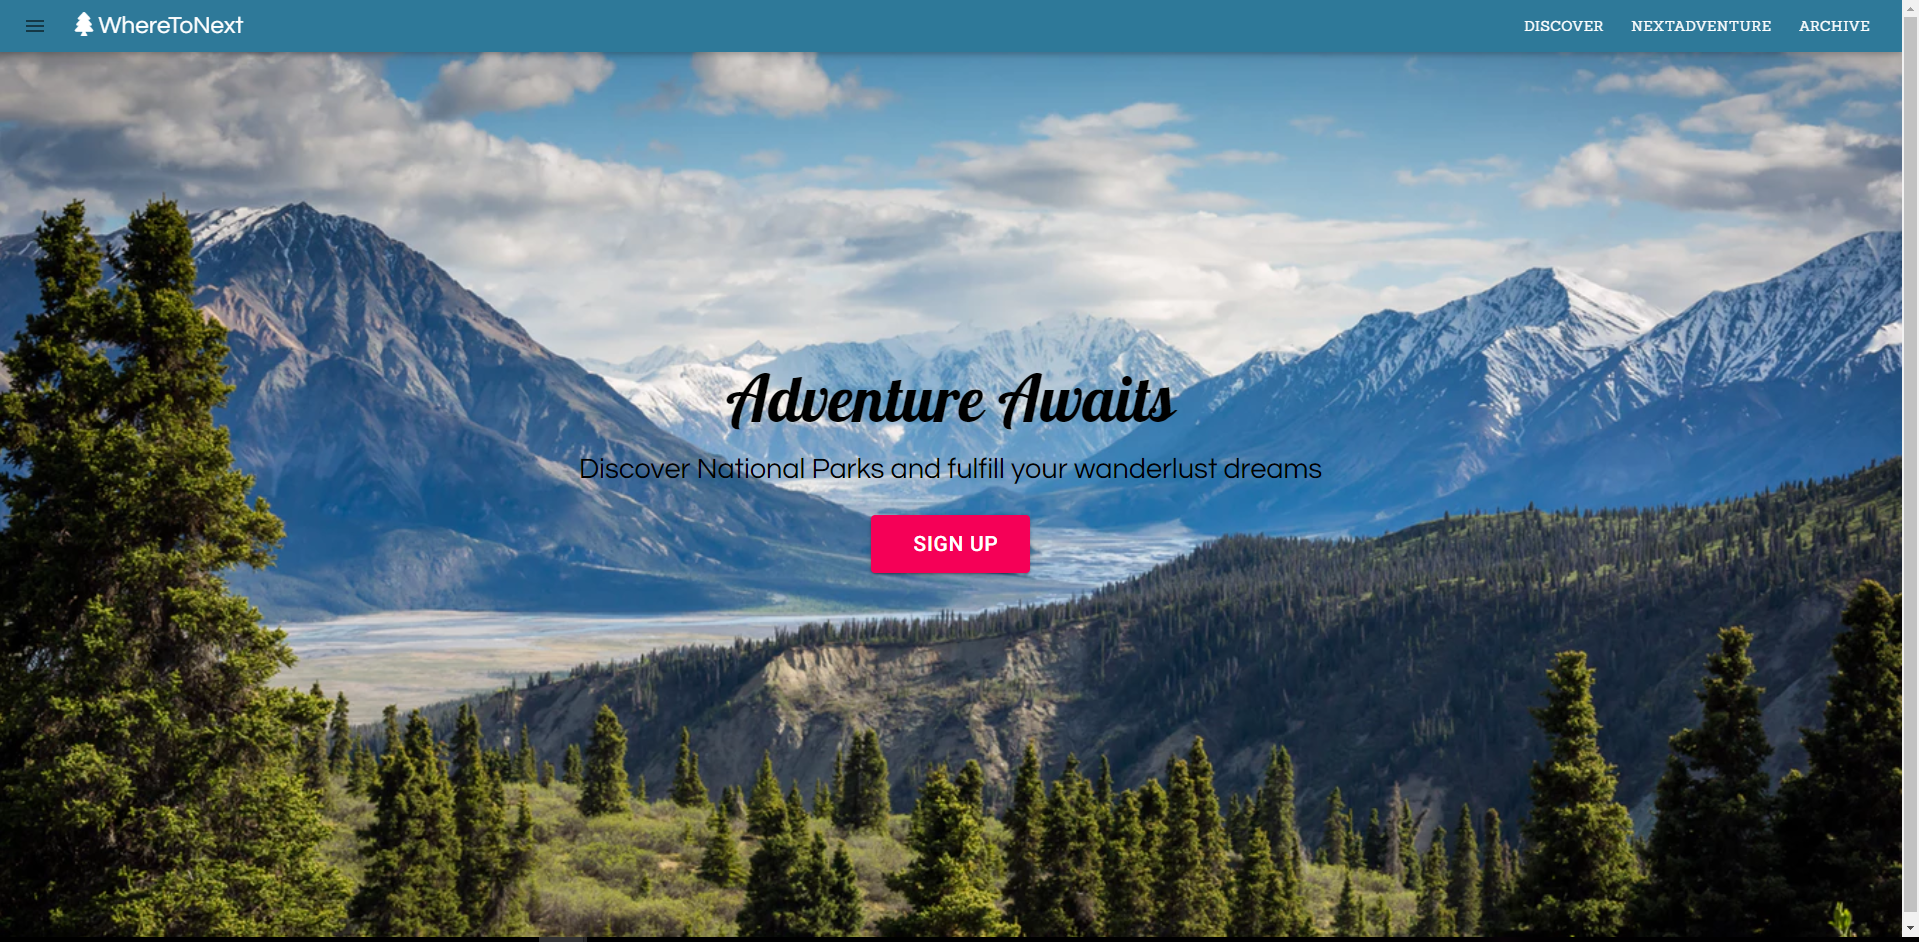 WhereToNext
DISCOVER NEXTADVENTURE ARCHIVE
Adventure Awaits
Discover National Parks and fulfill your wanderlust dreams
SIGN UP